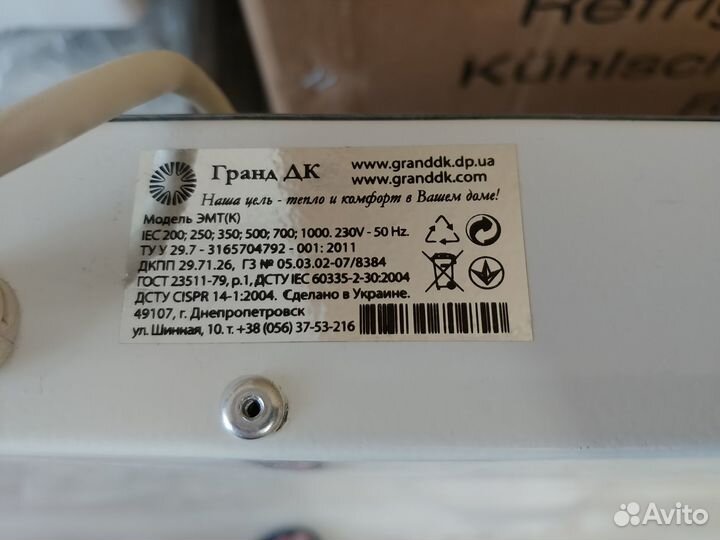 Refrig
Kühlsc
Гранд ДК
www.granddk.dp.ua
www.granddk.com
Наша цель - тепло и комфорт в Вашем доме!
Модель ЭМТ(К)
IEC 200; 250; 350; 500; 700; 1000. 230V - 50 Hz.
ТУ У 29.7 - 3165704792 - 001: 2011
ДКПП 29.71.26, ГЗ № 05.03.02-07/8384
ГОСТ 23511-79, р.1, ДСТУ IEC 60335-2-30:2004
ДСТУ CISPR 14-1:2004. Сделано в Украине.
49107, г. Днепропетровск
ул. Шинная, 10. т. +38 (056) 37-53-216
Avito